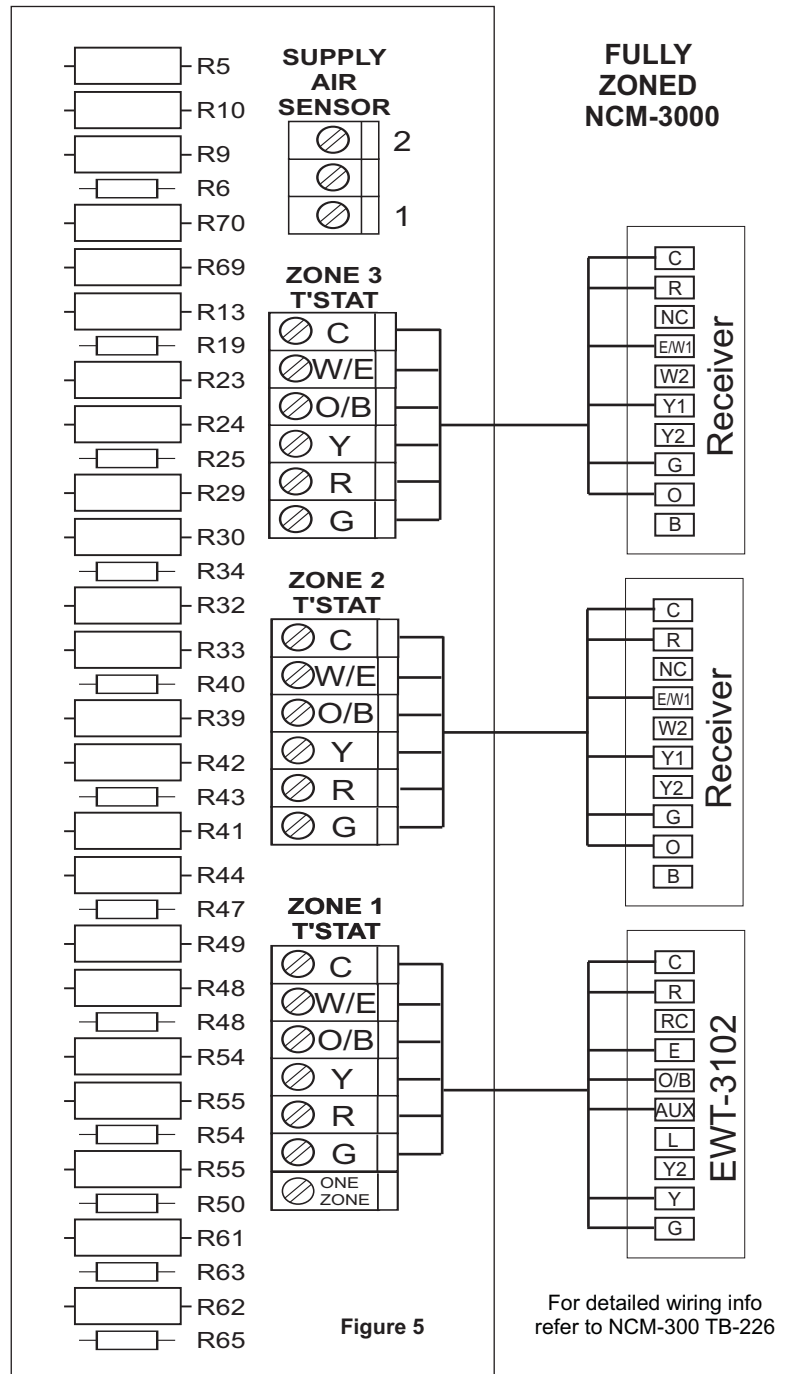 R5
R10
R9
R6
R70
R69
R13
R19
R23
R24
R25
R29
R30
R34
R32
R33
R40
R39
R42
R43
R41
R44
R47
R49
R48
R48
R54
R55
R54
R55
R50
R61
R63
R62
R65
SUPPLY
AIR
SENSOR
2
1
ZONE 3
T'STAT
C
W/E
O/B
Y
R
G
ZONE 2
T'STAT
C
W/E
O/B
Y
R
G
ZONE 1
T'STAT
C
W/E
O/B
Y
R
G
ONE
ZONE
Figure 5
FULLY
ZONED
NCM-3000
C
R
NC
E/W1
W2
Y1
Y2
G
O
B
Receiver
C
R
NC
E/W1
W2
Y1
Y2
G
O
B
Receiver
C
R
RC
E
O/B
AUX
L
Y2
Y
G
EWT-3102
For detailed wiring info
refer to NCM-300 TB-226